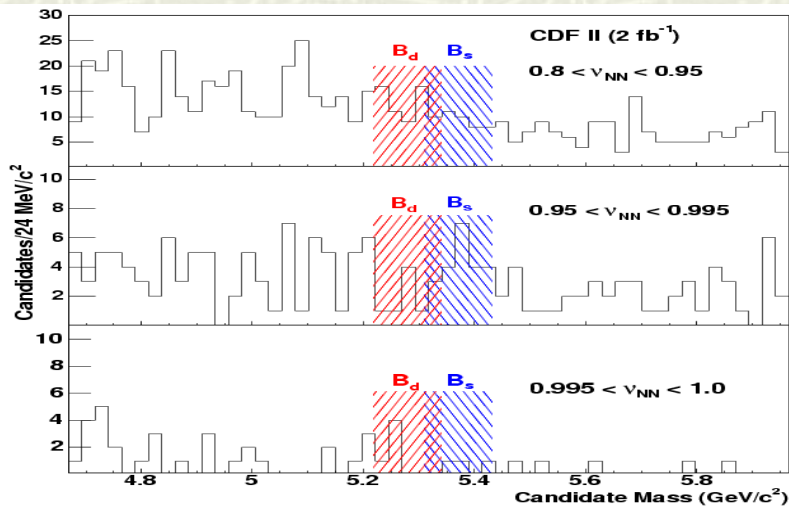 30
25
20
15
10
5
B_d B_s
CDF II (2 fb⁻¹)
0.8 < ν_NN < 0.95
10
8
6
4
2
B_d B_s
0.95 < ν_NN < 0.995
10
8
6
4
2
B_d B_s
0.995 < ν_NN < 1.0
Candidates/24 MeV/c²
4.8 5 5.2 5.4 5.6 5.8
Candidate Mass (GeV/c²)